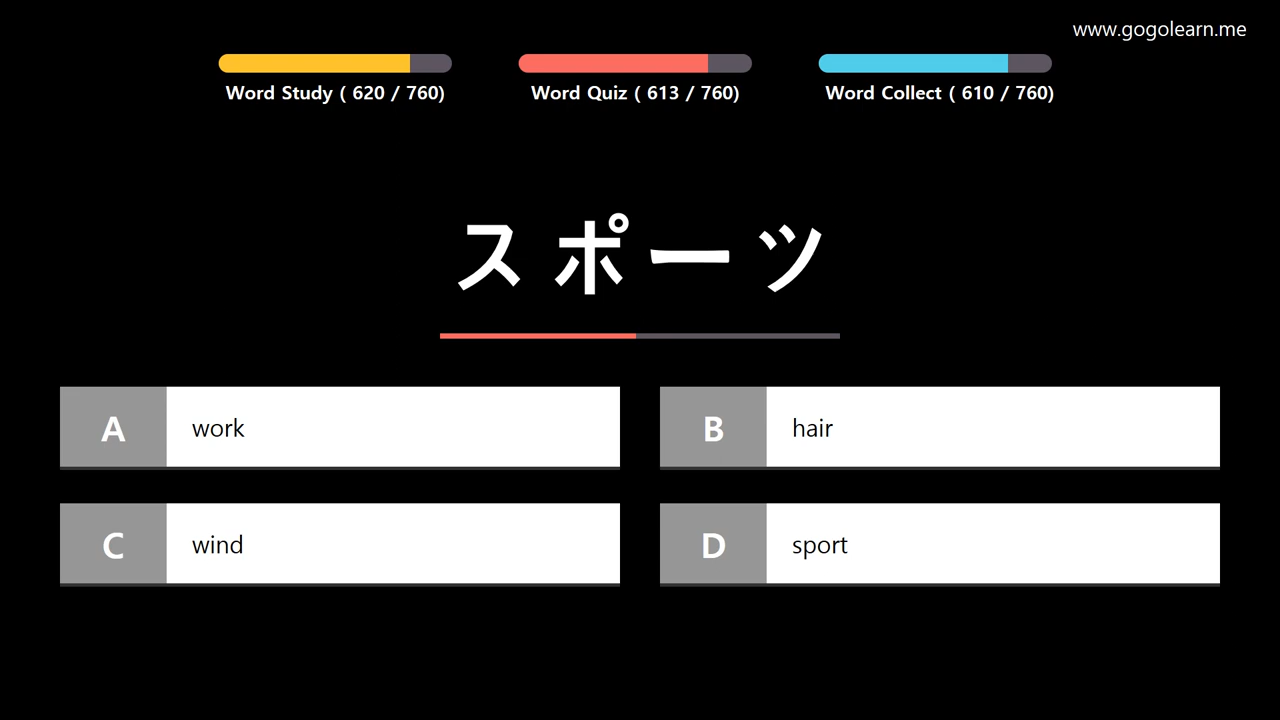 www.gogolearn.me
Word Study ( 620 / 760)
Word Quiz ( 613 / 760)
Word Collect ( 610 / 760)
スポーツ
A work
B hair
C wind
D sport